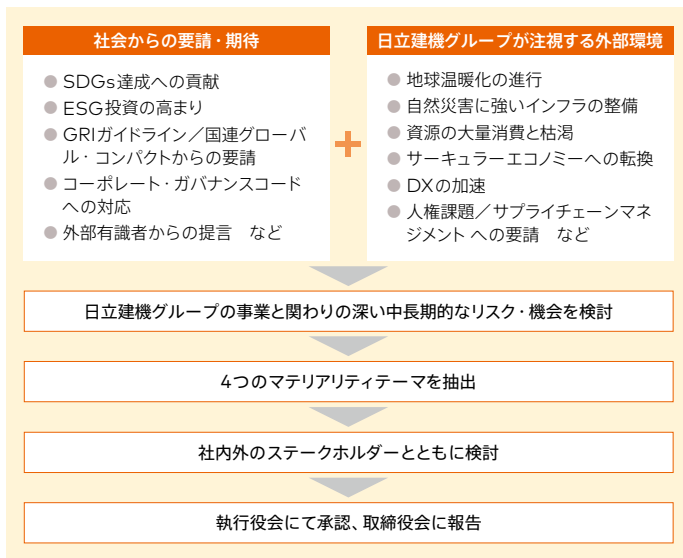 社会からの要請・期待
● SDGs達成への貢献
● ESG投資の高まり
● GRIガイドライン／国連グローバ
ル・コンパクトからの要請
● コーポレート・ガバナンスコード
への対応
● 外部有識者からの提言　など
+
日立建機グループが注視する外部環境
● 地球温暖化の進行
● 自然災害に強いインフラの整備
● 資源の大量消費と枯渇
● サーキュラーエコノミーへの転換
● DXの加速
● 人権課題／サプライチェーンマネ
ジメント への要請　など
日立建機グループの事業と関わりの深い中長期的なリスク・機会を検討
4つのマテリアリティテーマを抽出
社内外のステークホルダーとともに検討
執行役会にて承認、取締役会に報告